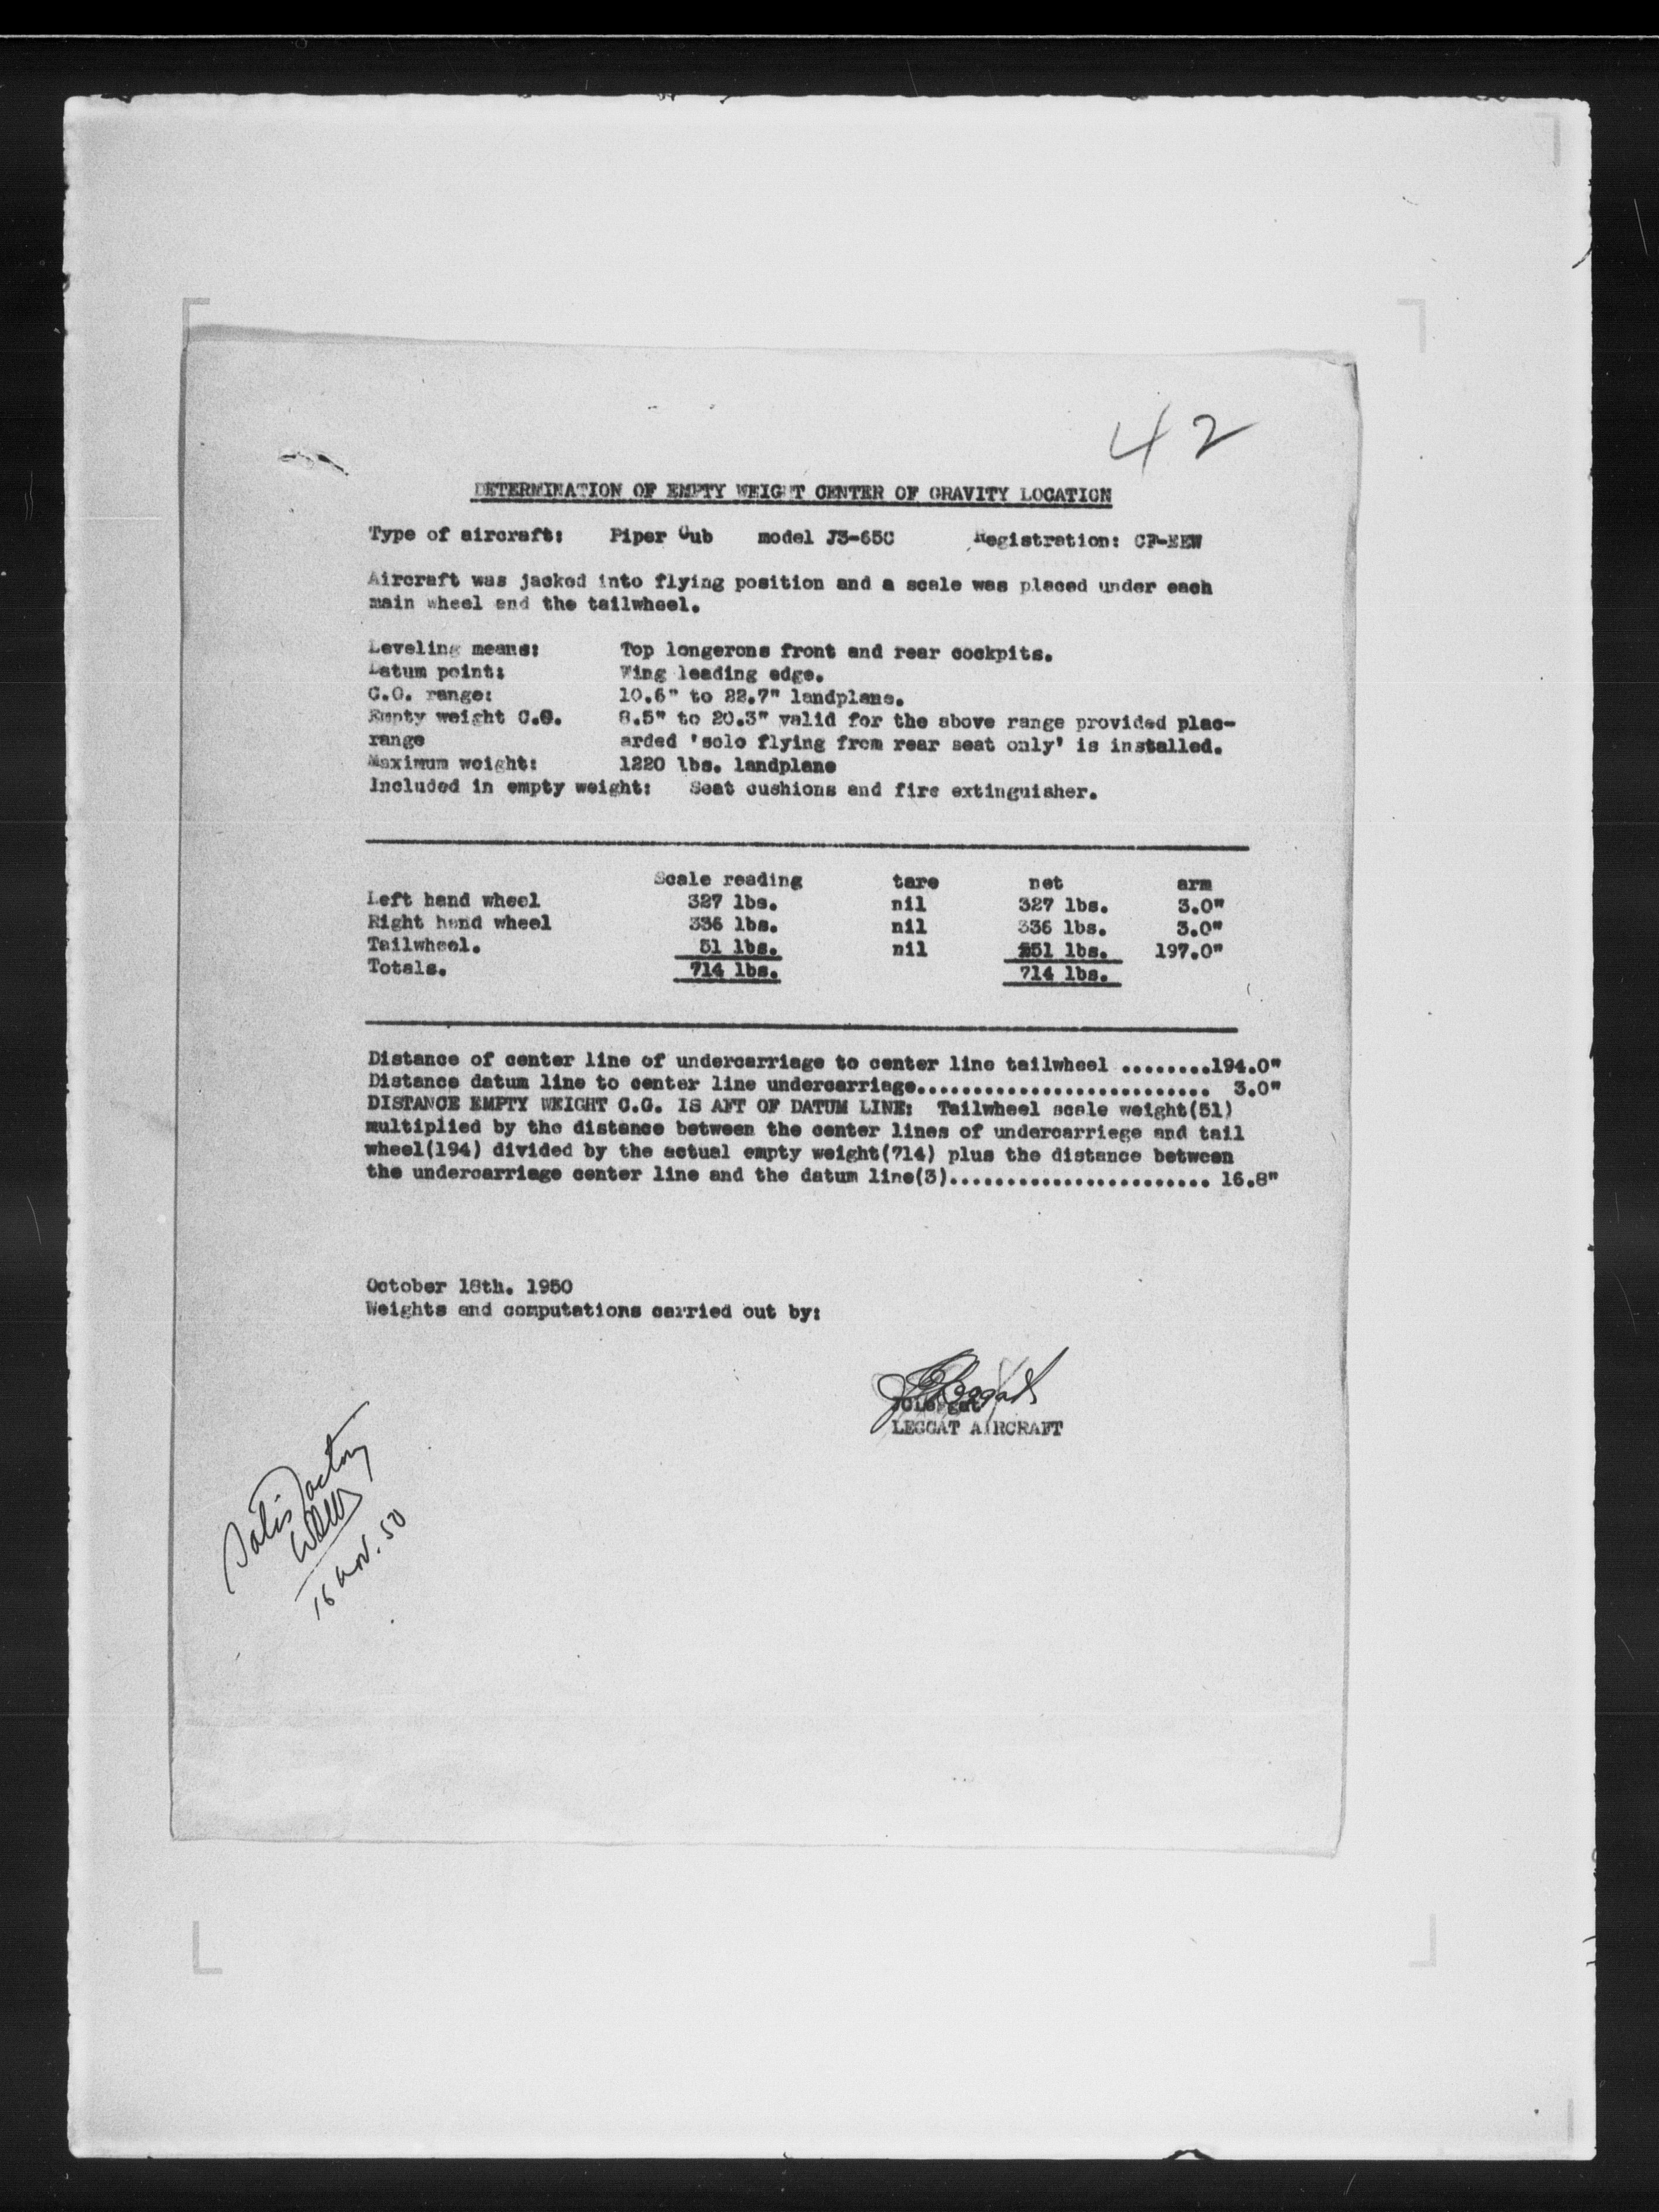 42
DETERMINATION OF EMPTY WEIGHT CENTER OF GRAVITY LOCATION
Type of aircraft: Piper Cub model J3-65C Registration: CF-EEW
Aircraft was jacked into flying position and a scale was placed under each
main wheel and the tailwheel.
Leveling means: Top longerons front and rear cockpits.
Datum point: Wing leading edge.
C.G. range: 10.6" to 22.7" landplane.
Empty weight C.G. 8.5" to 20.3" valid for the above range provided plac-
range arded 'solo flying from rear seat only' is installed.
Maximum weight: 1220 lbs. landplane
Included in empty weight: Seat cushions and fire extinguisher.
Scale reading tare net arm
Left hand wheel 327 lbs. nil 327 lbs. 3.0"
Right hand wheel 336 lbs. nil 336 lbs. 3.0"
Tailwheel. 51 lbs. nil 51 lbs. 197.0"
Totals. 714 lbs. 714 lbs.
Distance of center line of undercarriage to center line tailwheel ........194.0"
Distance datum line to center line undercarriage.......................... 3.0"
DISTANCE EMPTY WEIGHT C.G. IS AFT OF DATUM LINE: Tailwheel scale weight(51)
multiplied by the distance between the center lines of undercarriege and tail
wheel(194) divided by the actual empty weight(714) plus the distance between
the undercarriage center line and the datum line(3)....................... 16.8"
October 18th. 1950
Weights and computations carried out by:
LEGGAT AIRCRAFT
Satisfactory
16 Nov. 50